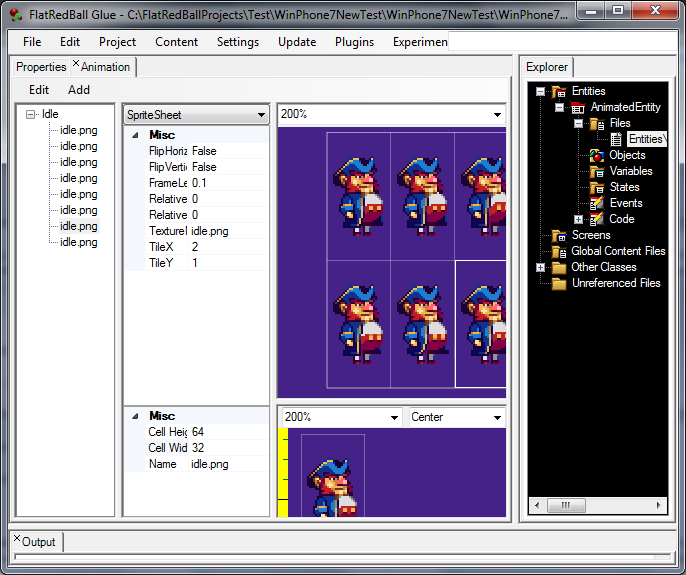 FlatRedBall Glue - C:\FlatRedBallProjects\Test\WinPhone7NewTest\WinPhone7NewTest\WinPhone7...
File Edit Project Content Settings Update Plugins Experimen
Properties Animation
Edit Add
Idle
idle.png
idle.png
idle.png
idle.png
idle.png
idle.png
idle.png
idle.png
SpriteSheet
Misc
FlipHoriz False
FlipVertic False
FrameLe 0.1
Relative 0
Relative 0
TextureN idle.png
TileX 2
TileY 1
Misc
Cell Heig 64
Cell Wid 32
Name idle.png
200%
200% Center
Explorer
Entities
AnimatedEntity
Files
Entities\
Objects
Variables
States
Events
Code
Screens
Global Content Files
Other Classes
Unreferenced Files
Output